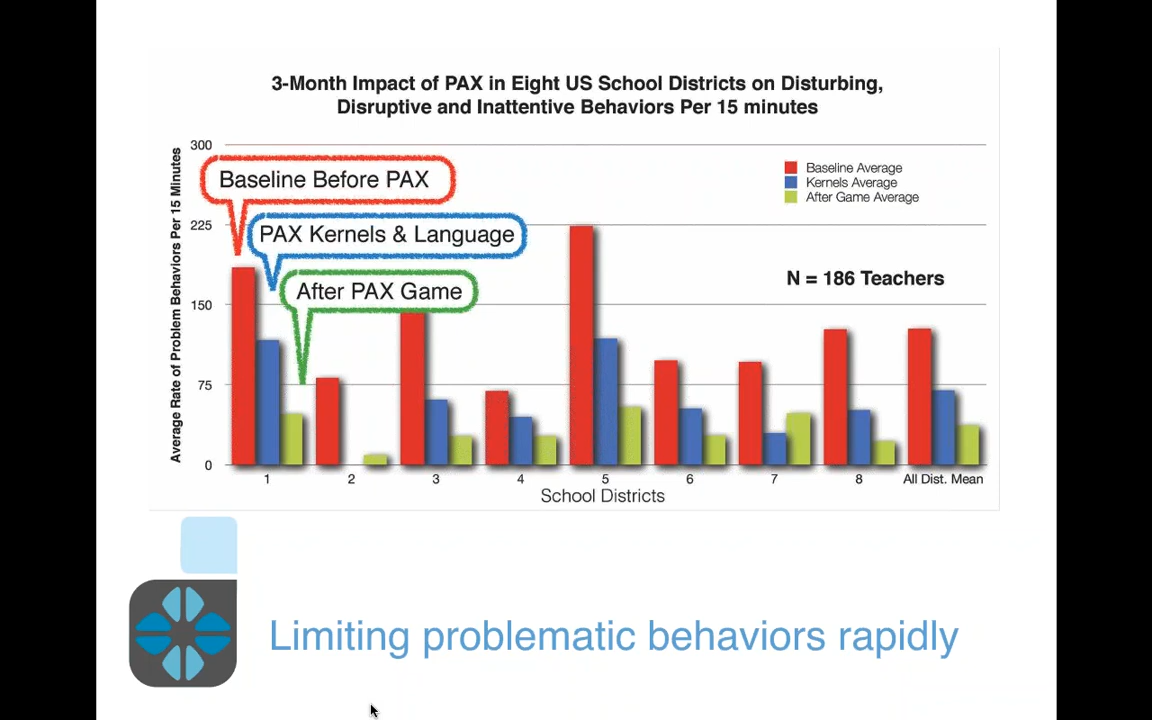 3-Month Impact of PAX in Eight US School Districts on Disturbing,
Disruptive and Inattentive Behaviors Per 15 minutes
Average Rate of Problem Behaviors Per 15 Minutes
300
225
150
75
0
Baseline Before PAX
PAX Kernels & Language
After PAX Game
Baseline Average
Kernels Average
After Game Average
N = 186 Teachers
1 2 3 4 5 6 7 8 All Dist. Mean
School Districts
Limiting problematic behaviors rapidly